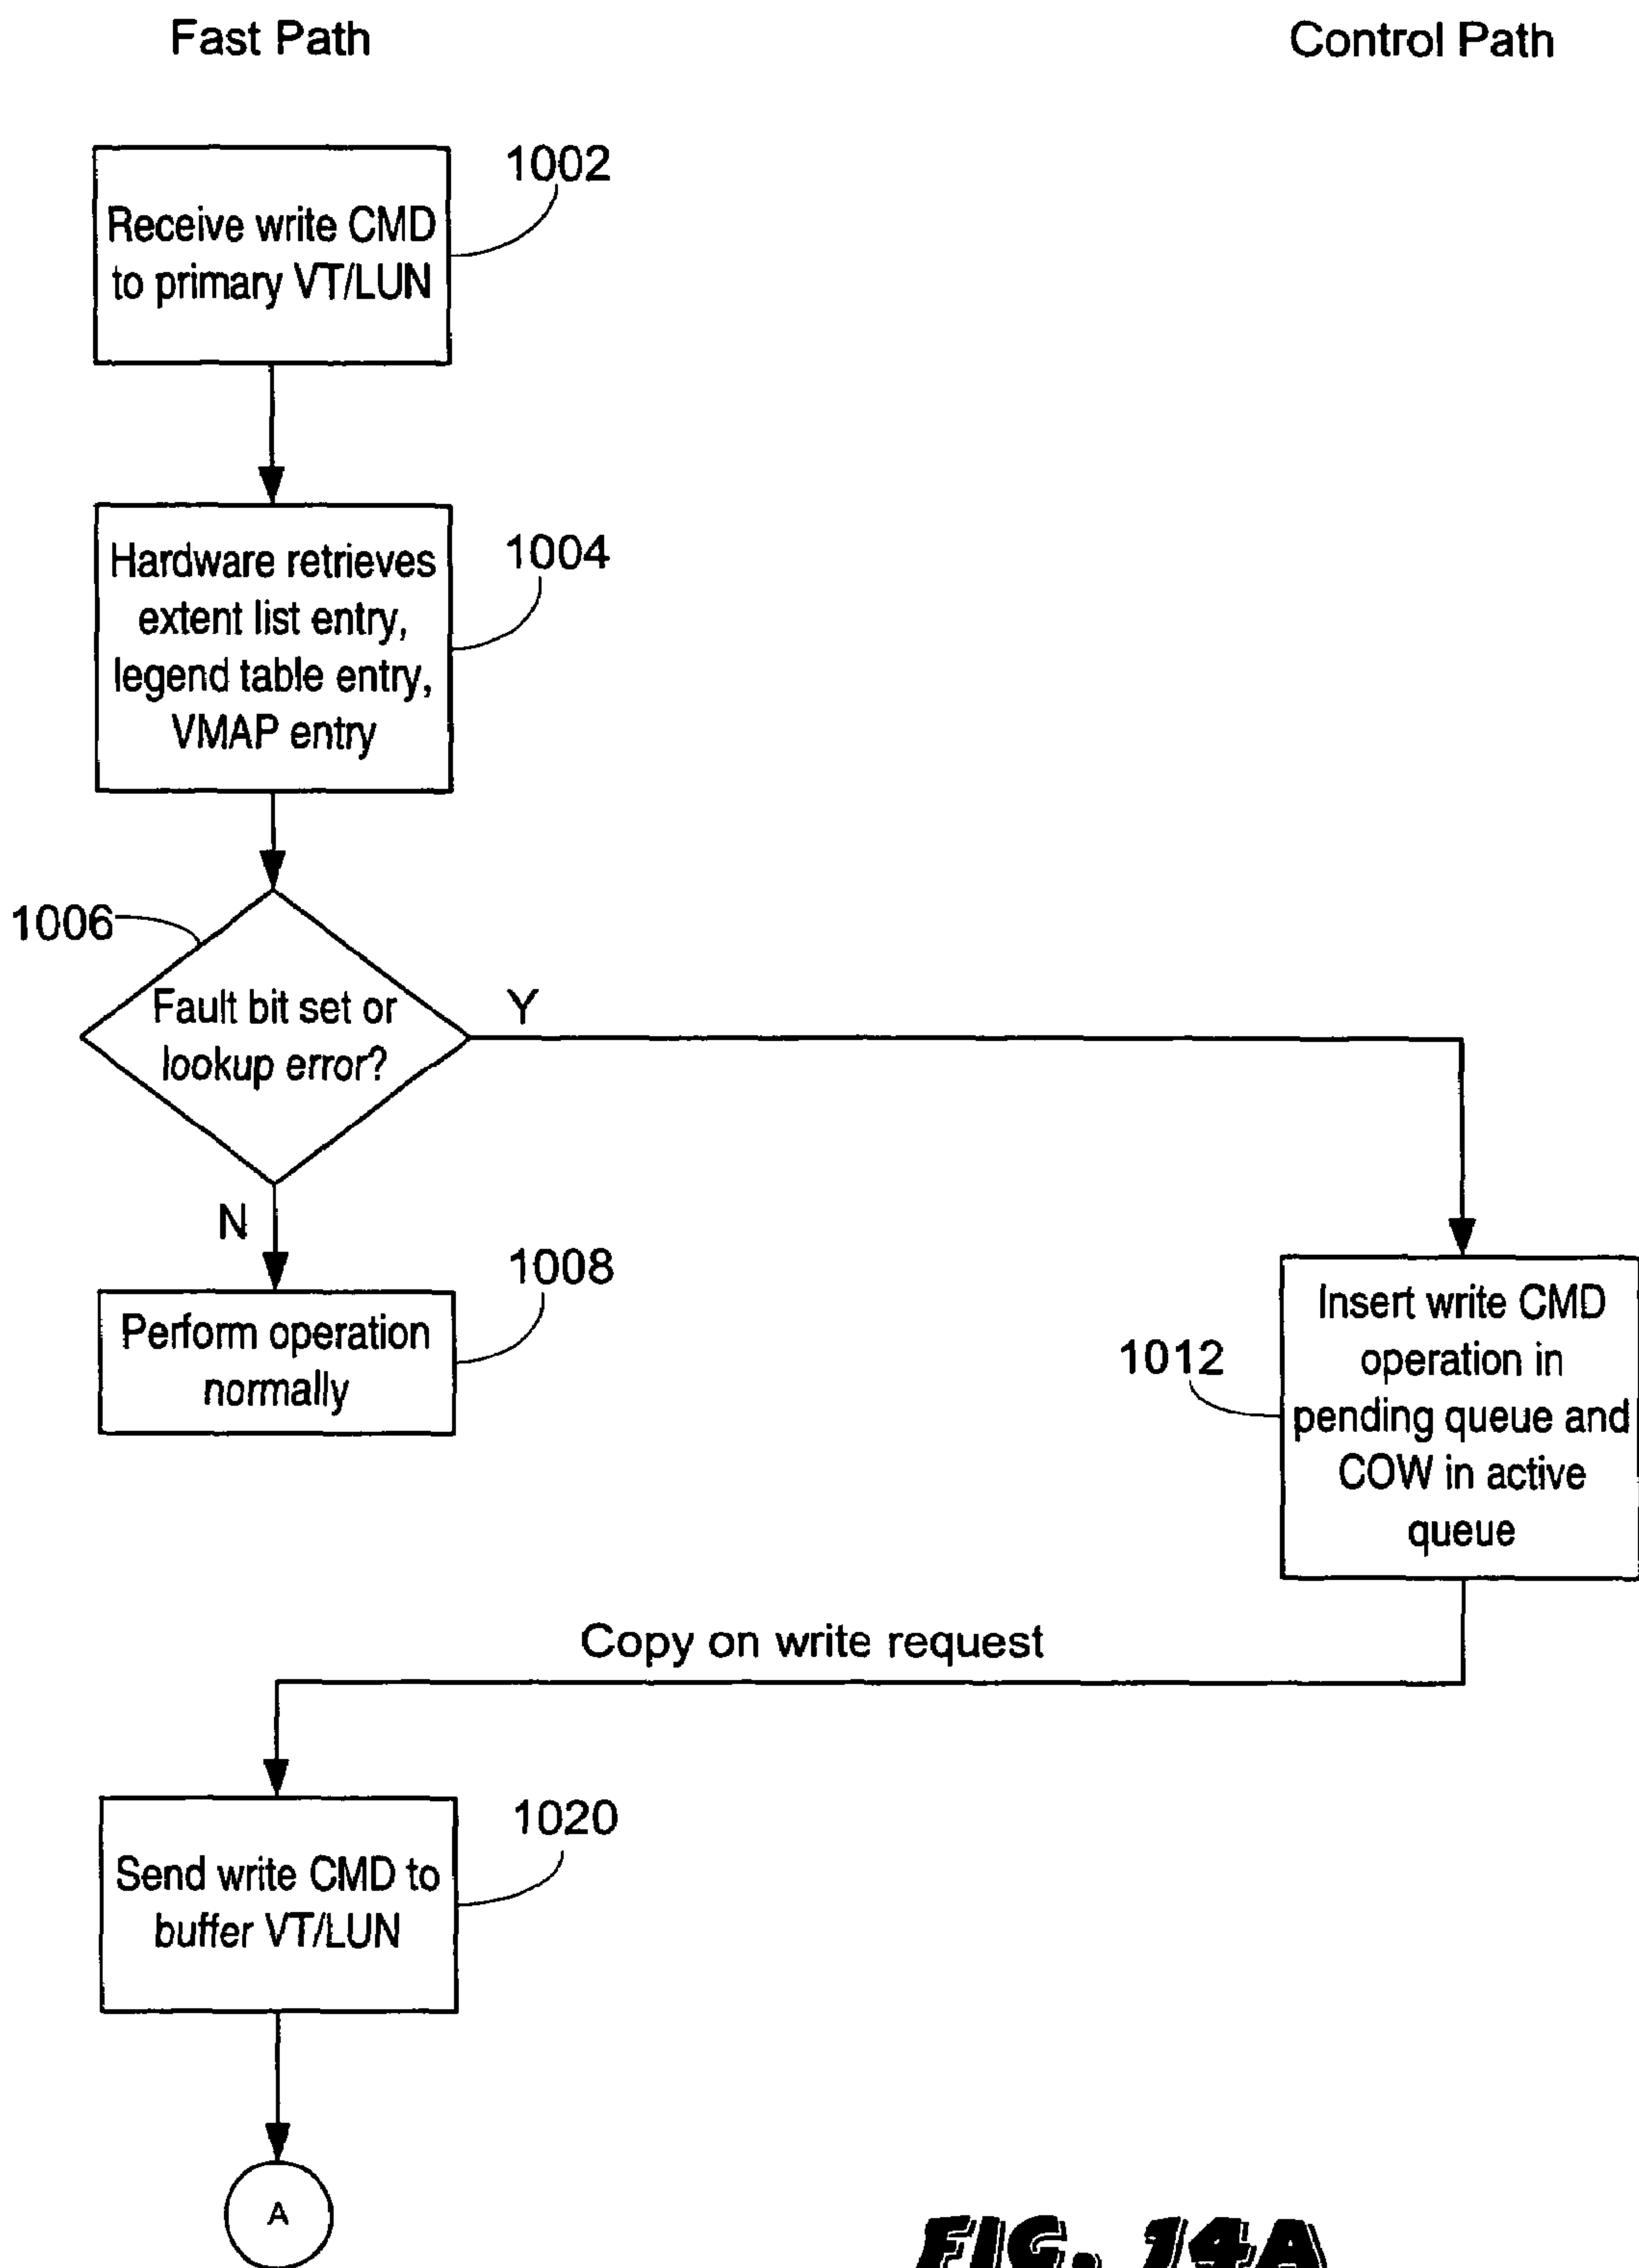 Fast Path
Control Path
1002
Receive write CMD
to primary VT/LUN
1004
Hardware retrieves
extent list entry,
legend table entry,
VMAP entry
1006
Fault bit set or
lookup error?
Y
N
1008
Perform operation
normally
1012
Insert write CMD
operation in
pending queue and
COW in active
queue
Copy on write request
1020
Send write CMD to
buffer VT/LUN
A
FIG. 14A